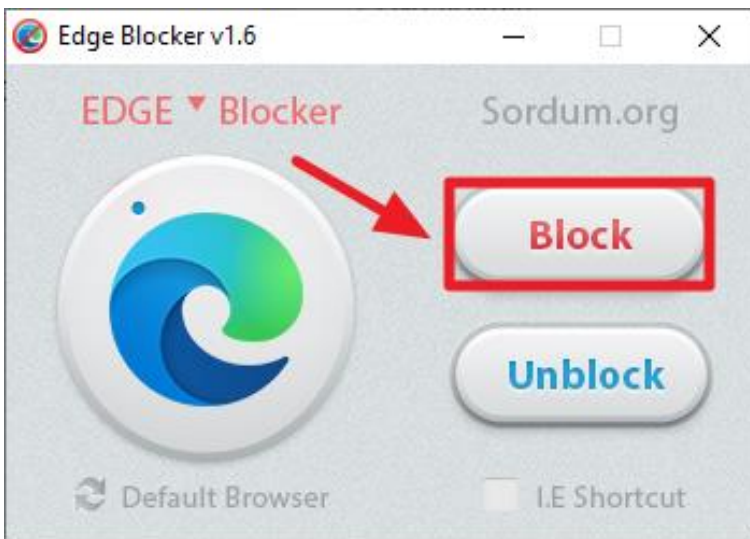 Edge Blocker v1.6
EDGE Blocker
Sordum.org
Block
Unblock
Default Browser
I.E Shortcut